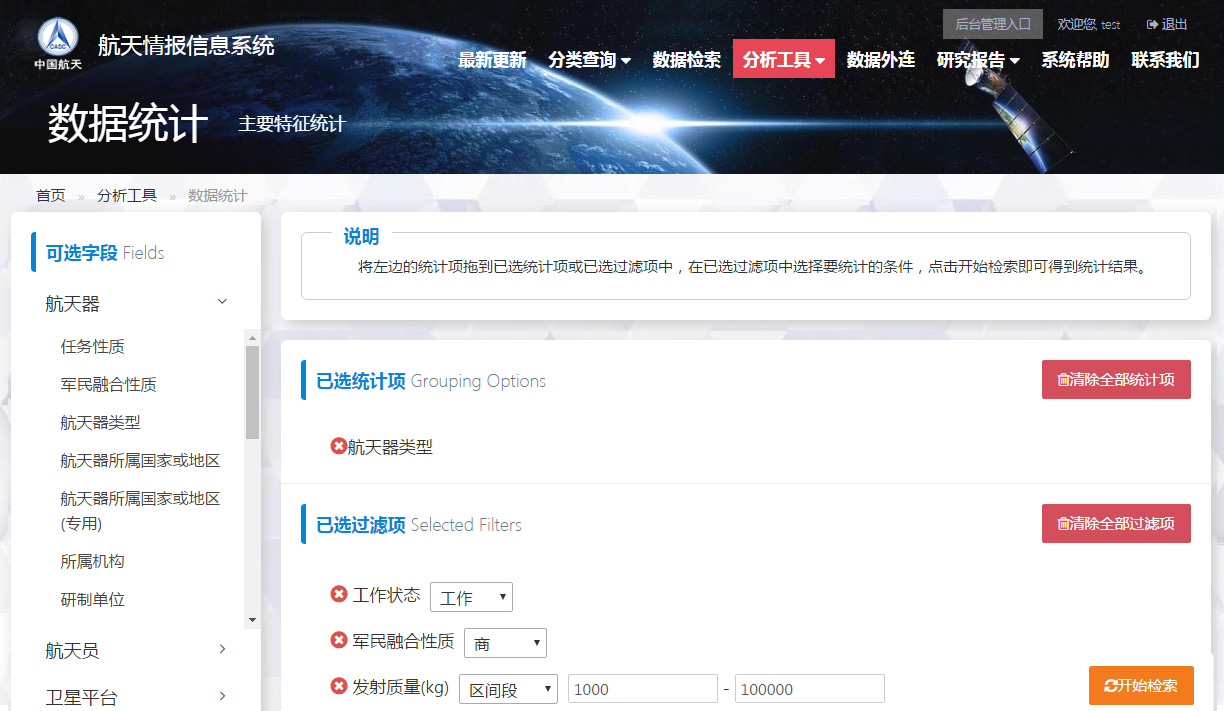 后台管理入口 欢迎您 test 退出
CASC
中国航天
航天情报信息系统
最新更新 分类查询 数据检索 分析工具 数据外连 研究报告 系统帮助 联系我们
数据统计 主要特征统计
首页 » 分析工具 » 数据统计
可选字段 Fields
航天器
任务性质
军民融合性质
航天器类型
航天器所属国家或地区
航天器所属国家或地区
(专用)
所属机构
研制单位
航天员
卫星平台
说明
将左边的统计项拖到已选统计项或已选过滤项中，在已选过滤项中选择要统计的条件，点击开始检索即可得到统计结果。
已选统计项 Grouping Options
清除全部统计项
航天器类型
已选过滤项 Selected Filters
清除全部过滤项
工作状态 工作
军民融合性质 商
发射质量(kg) 区间段 1000 - 100000
开始检索